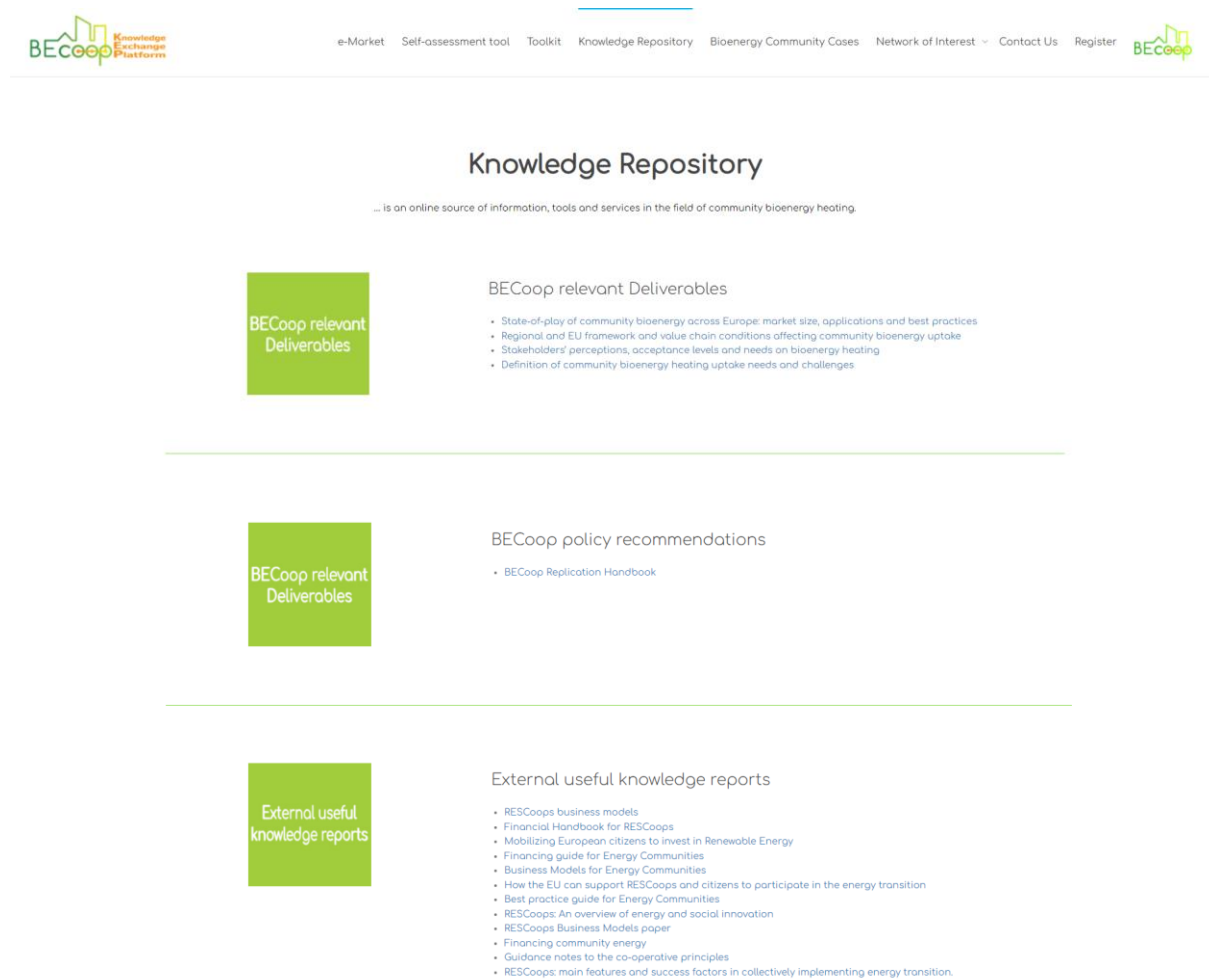 BECoop Knowledge Exchange Platform
e-Market Self-assessment tool Toolkit Knowledge Repository Bioenergy Community Cases Network of Interest Contact Us Register BECoop
Knowledge Repository
... is an online source of information, tools and services in the field of community bioenergy heating.
BECoop relevant
Deliverables
BECoop relevant Deliverables
• State-of-play of community bioenergy across Europe: market size, applications and best practices
• Regional and EU framework and value chain conditions affecting community bioenergy uptake
• Stakeholders' perceptions, acceptance levels and needs on bioenergy heating
• Definition of community bioenergy heating uptake needs and challenges
BECoop relevant
Deliverables
BECoop policy recommendations
• BECoop Replication Handbook
External useful
knowledge reports
External useful knowledge reports
• RESCoops business models
• Financial Handbook for RESCoops
• Mobilizing European citizens to invest in Renewable Energy
• Financing guide for Energy Communities
• Business Models for Energy Communities
• How the EU can support RESCoops and citizens to participate in the energy transition
• Best practice guide for Energy Communities
• RESCoops: An overview of energy and social innovation
• RESCoops Business Models paper
• Financing community energy
• Guidance notes to the co-operative principles
• RESCoops: main features and success factors in collectively implementing energy transition.